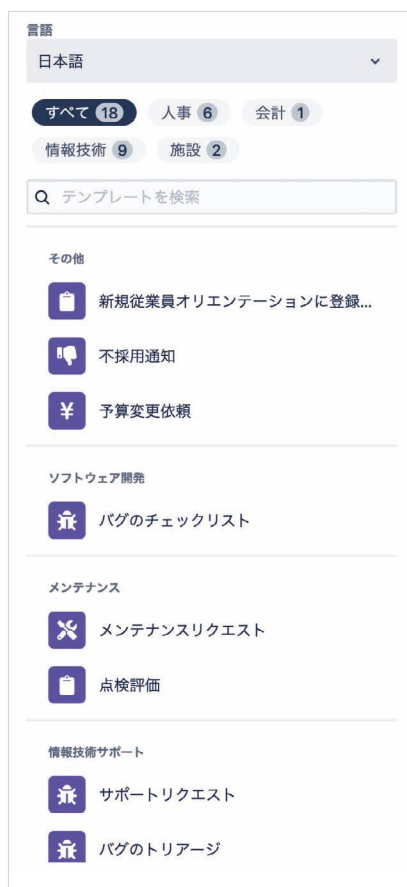 言語
日本語
すべて 18 人事 6 会計 1
情報技術 9 施設 2
テンプレートを検索
その他
新規従業員オリエンテーションに登録...
不採用通知
予算変更依頼
ソフトウェア開発
バグのチェックリスト
メンテナンス
メンテナンスリクエスト
点検評価
情報技術サポート
サポートリクエスト
バグのトリアージ